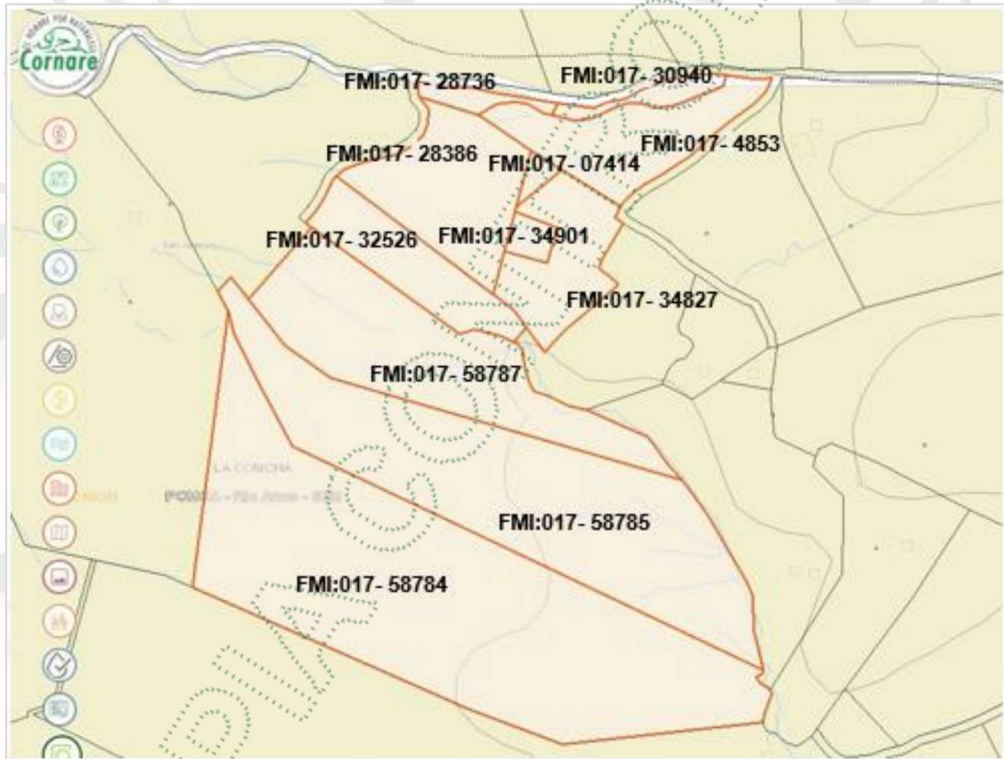 Cornare
FMI:017- 28736
FMI:017- 30940
FMI:017- 4853
FMI:017- 28386
FMI:017- 07414
FMI:017- 32526
FMI:017- 34901
FMI:017- 34827
FMI:017- 58787
LA CONCHA
FMI:017- 58785
FMI:017- 58784